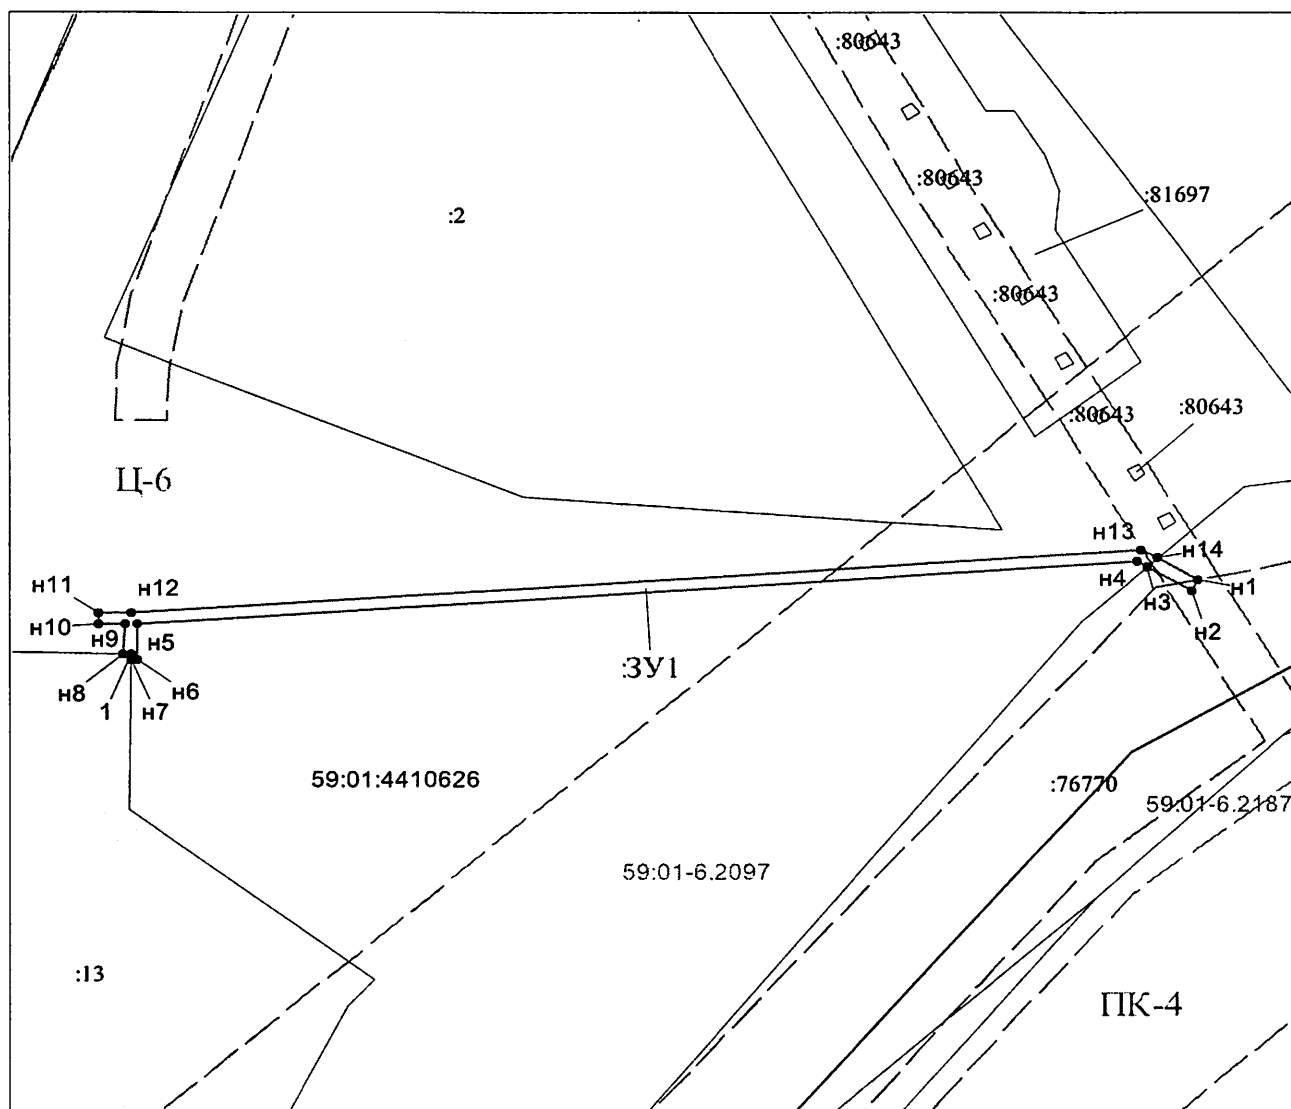 :80643
:80643
:81697
:2
:80643
:80643
:80643
Ц-6
н13
н14
н11
н12
н4
н1
н10
н9
н5
н3
н2
:ЗУ1
н8
н6
1
н7
59:01:4410626
:76770
59:01-6.2187
59:01-6.2097
:13
ПК-4